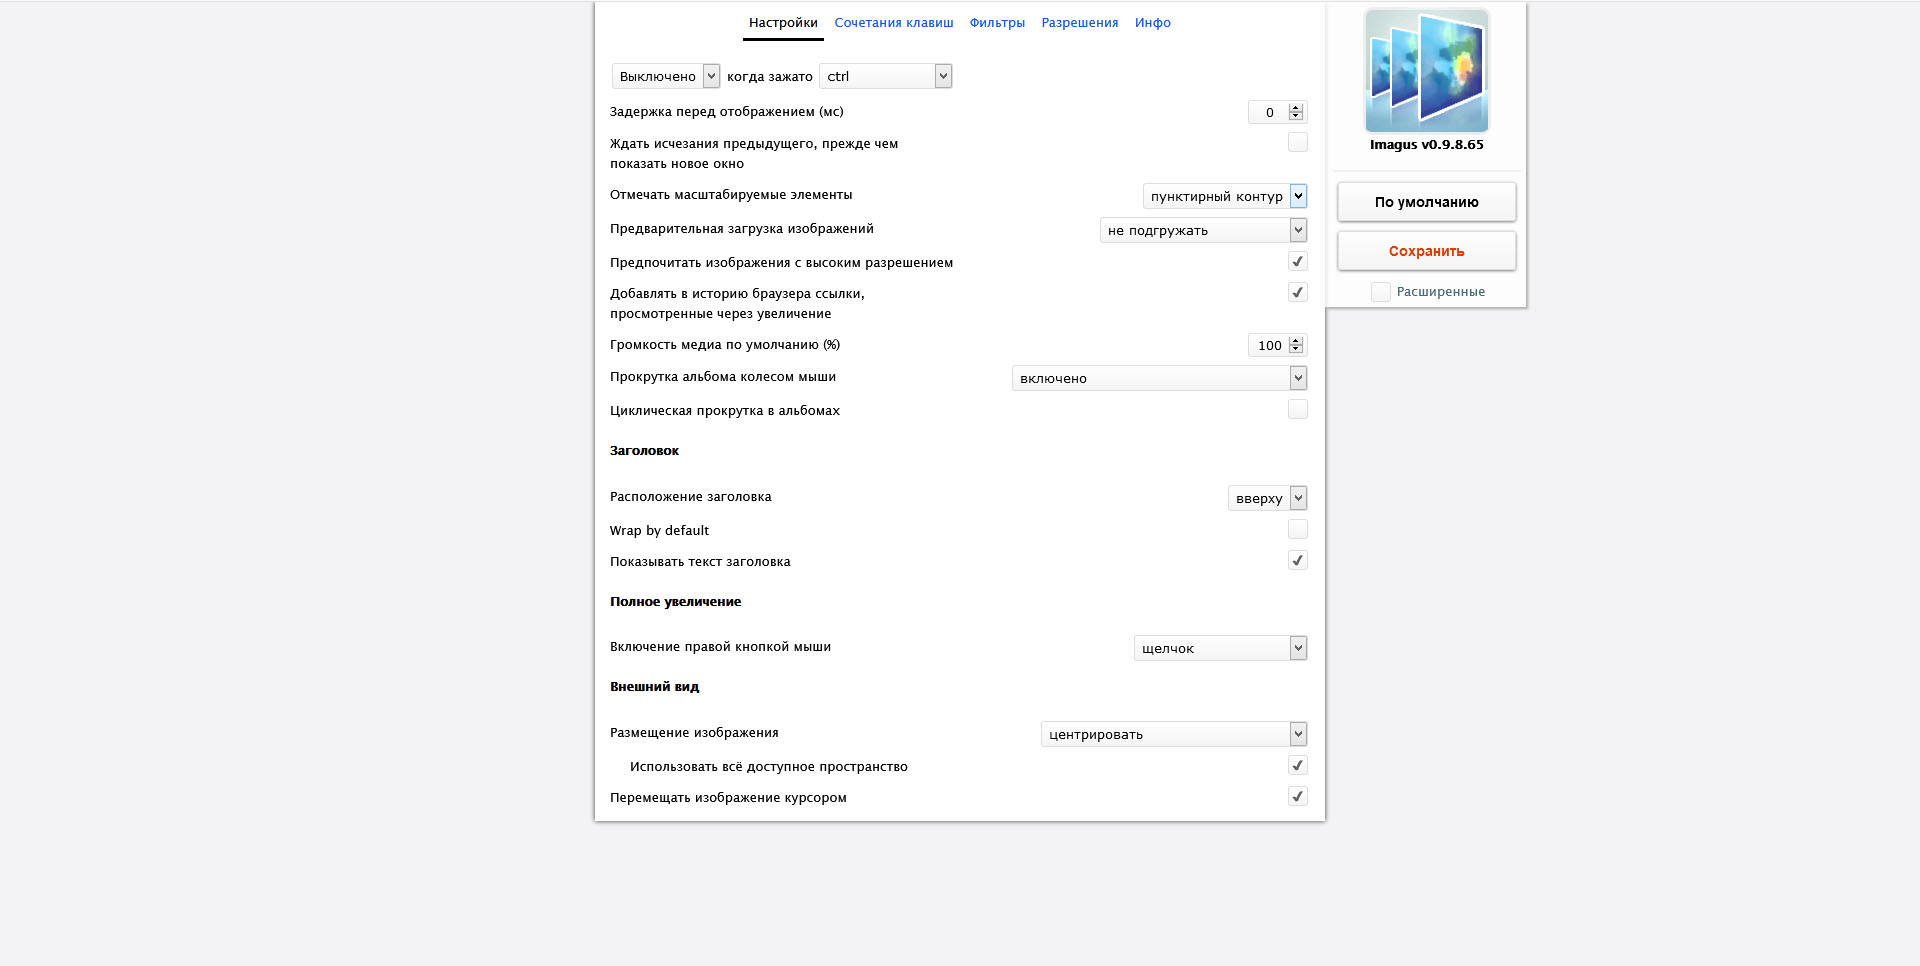 Настройки Сочетания клавиш Фильтры Разрешения Инфо
Выключено когда зажато ctrl
Задержка перед отображением (мс) 0
Ждать исчезания предыдущего, прежде чем
показать новое окно
Отмечать масштабируемые элементы пунктирный контур
Предварительная загрузка изображений не подгружать
Предпочитать изображения с высоким разрешением
Добавлять в историю браузера ссылки,
просмотренные через увеличение
Громкость медиа по умолчанию (%) 100
Прокрутка альбома колесом мыши включено
Циклическая прокрутка в альбомах
Заголовок
Расположение заголовка вверху
Wrap by default
Показывать текст заголовка
Полное увеличение
Включение правой кнопкой мыши щелчок
Внешний вид
Размещение изображения центрировать
Использовать всё доступное пространство
Перемещать изображение курсором
Imagus v0.9.8.65
По умолчанию
Сохранить
Расширенные